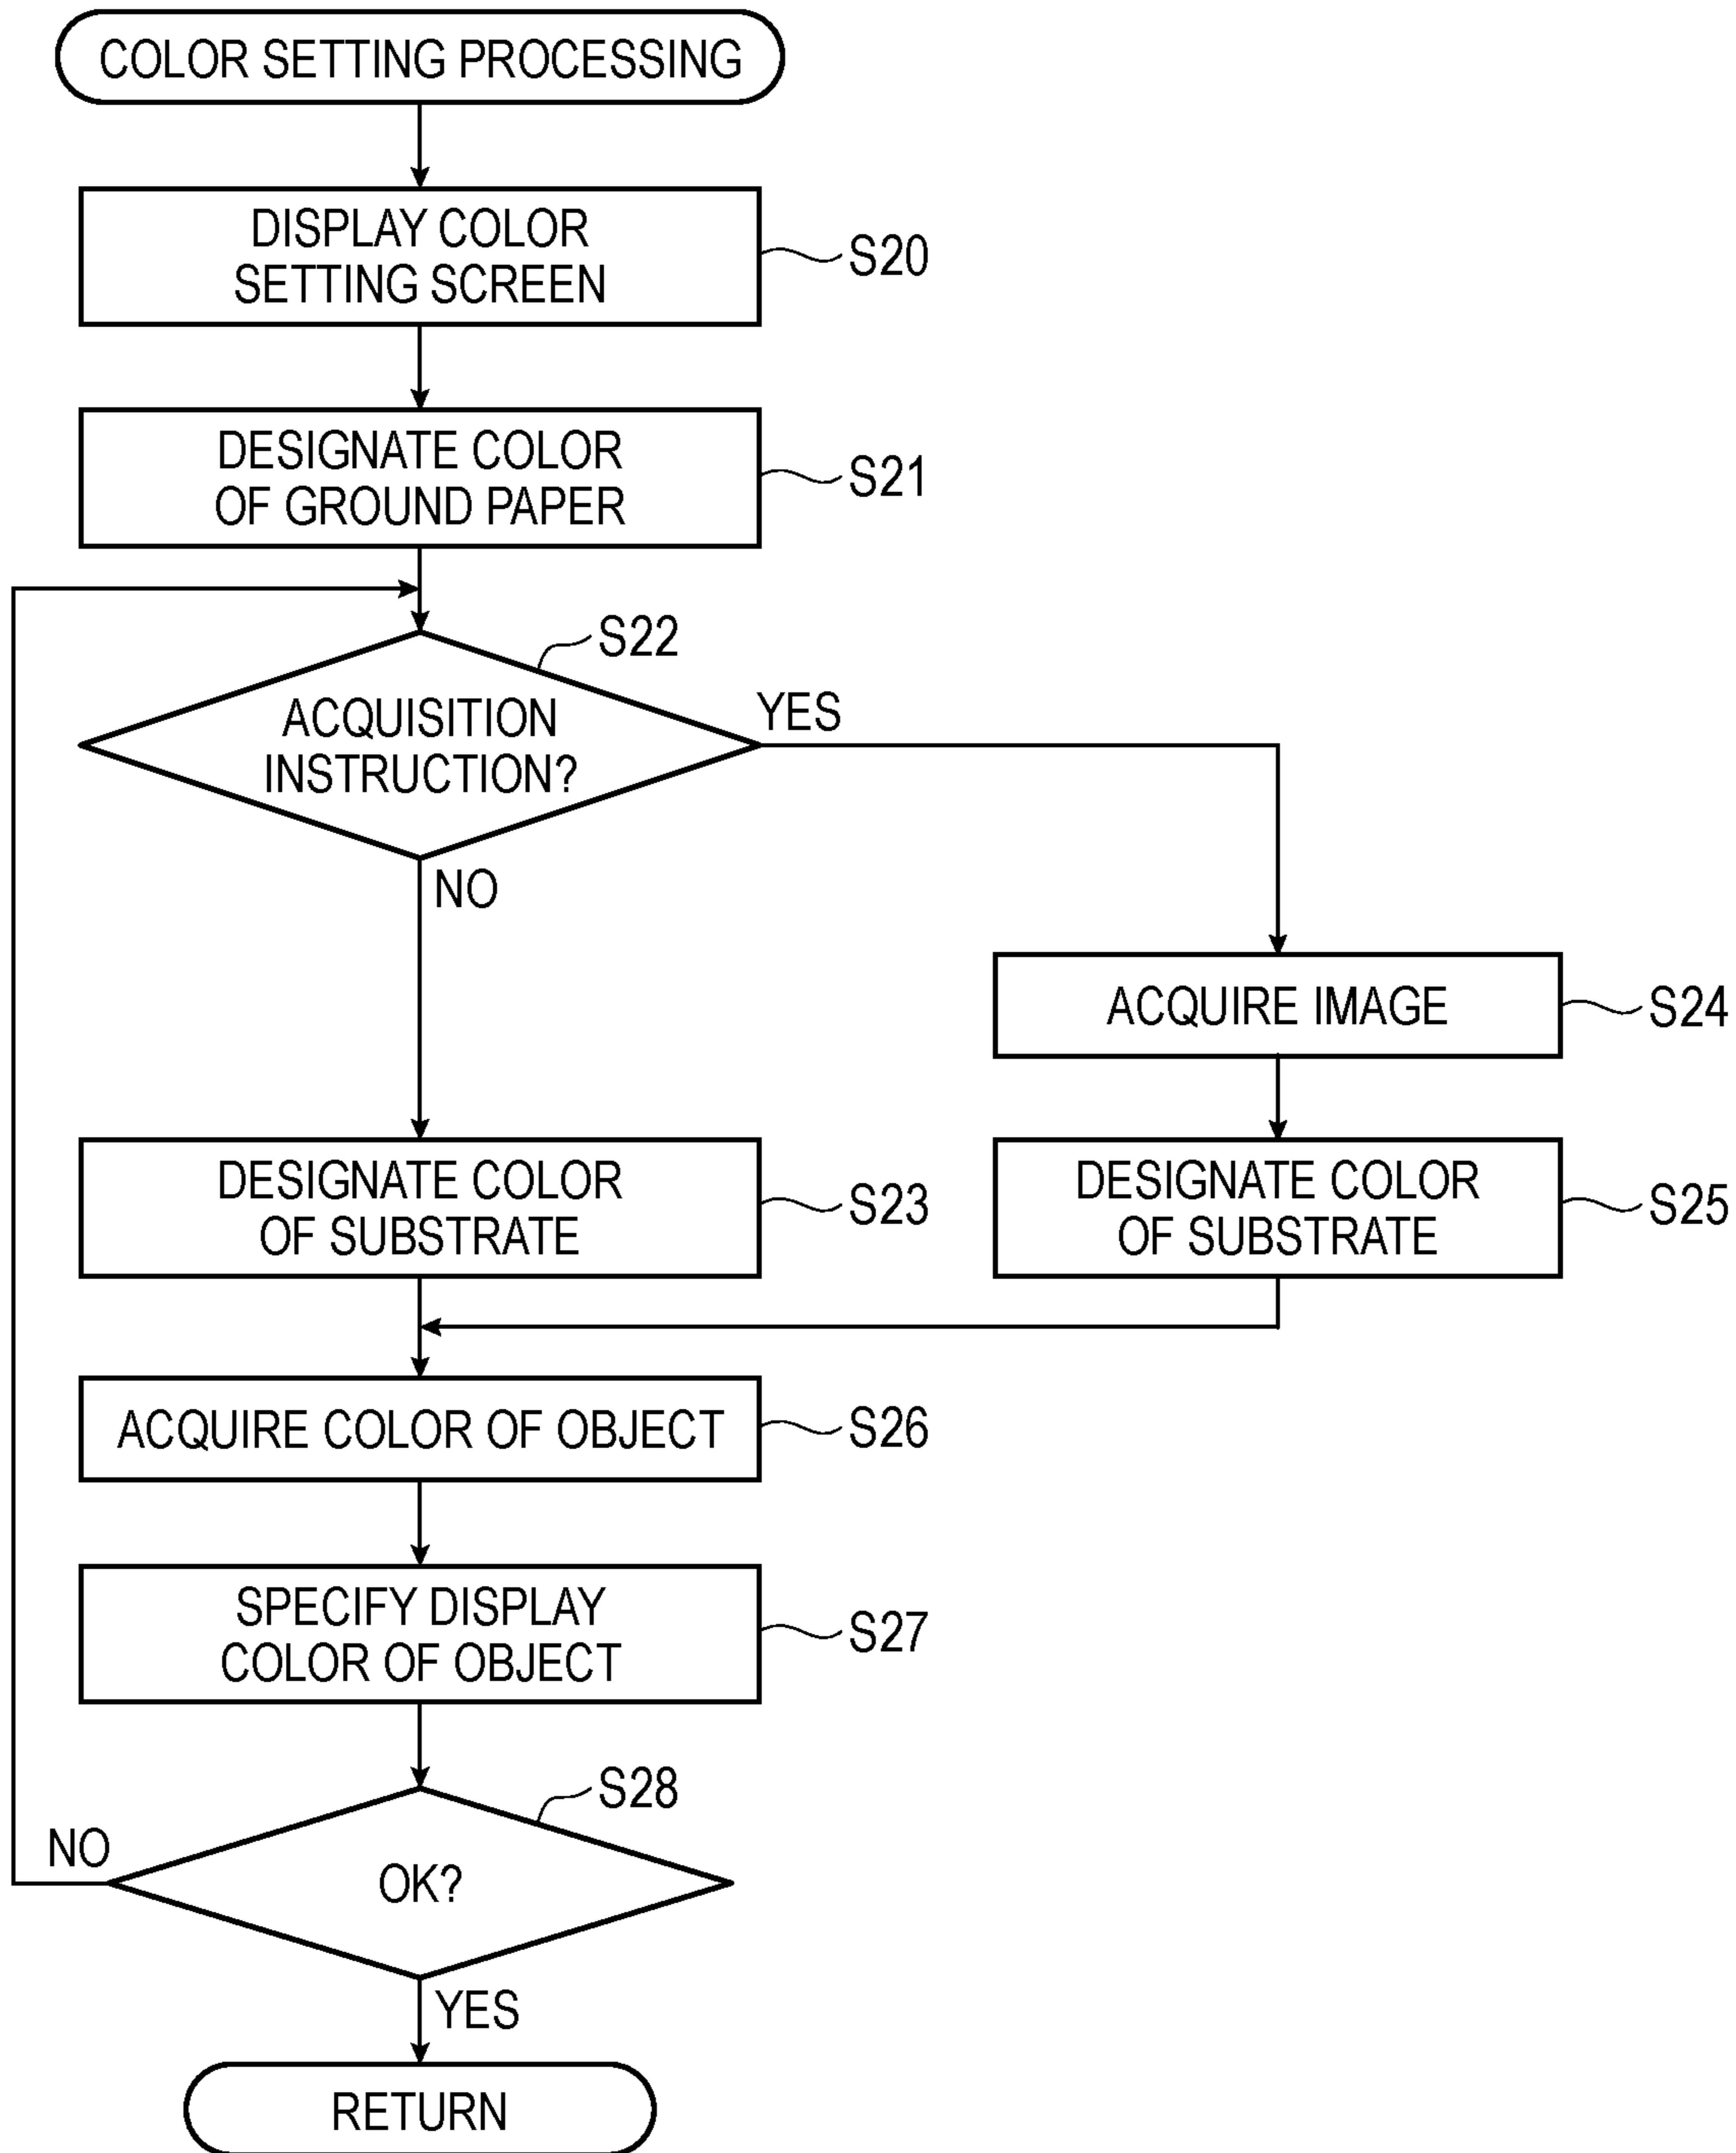 COLOR SETTING PROCESSING
DISPLAY COLOR
SETTING SCREEN
S20
DESIGNATE COLOR
OF GROUND PAPER
S21
S22
ACQUISITION
INSTRUCTION?
YES
NO
ACQUIRE IMAGE
S24
DESIGNATE COLOR
OF SUBSTRATE
S23
DESIGNATE COLOR
OF SUBSTRATE
S25
ACQUIRE COLOR OF OBJECT
S26
SPECIFY DISPLAY
COLOR OF OBJECT
S27
S28
NO
OK?
YES
RETURN